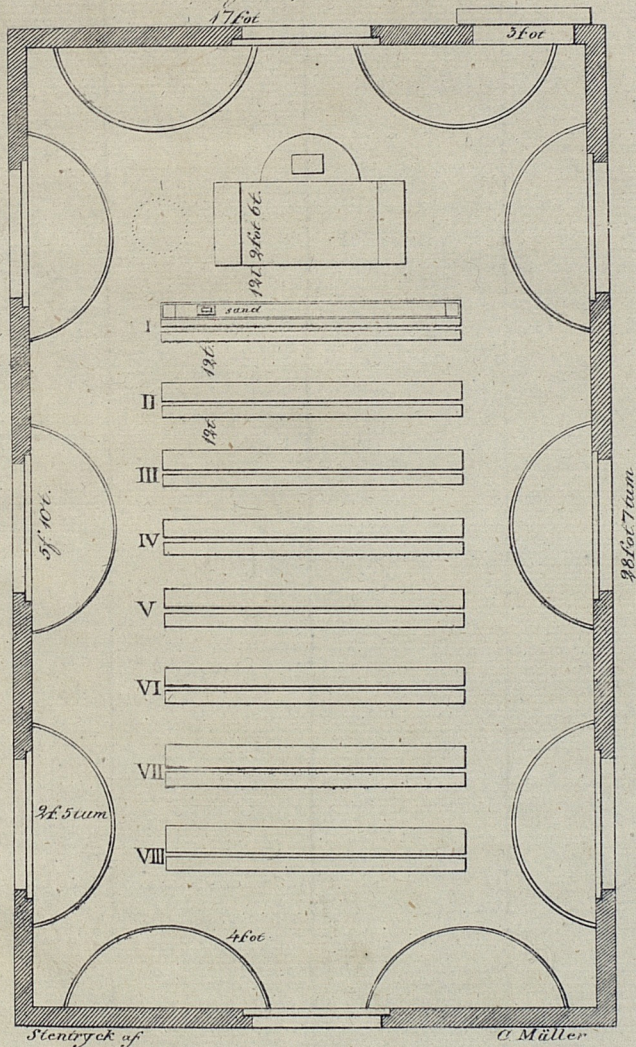 17 fot
3 fot
12 t. 2 fot 6 t.
sand
I
12 t.
II
12 t.
III
5 f 10 t.
IV
28 fot 7 tum
V
VI
VII
2 f. 5 tum
VIII
4 fot
Stentryck af
C Müller